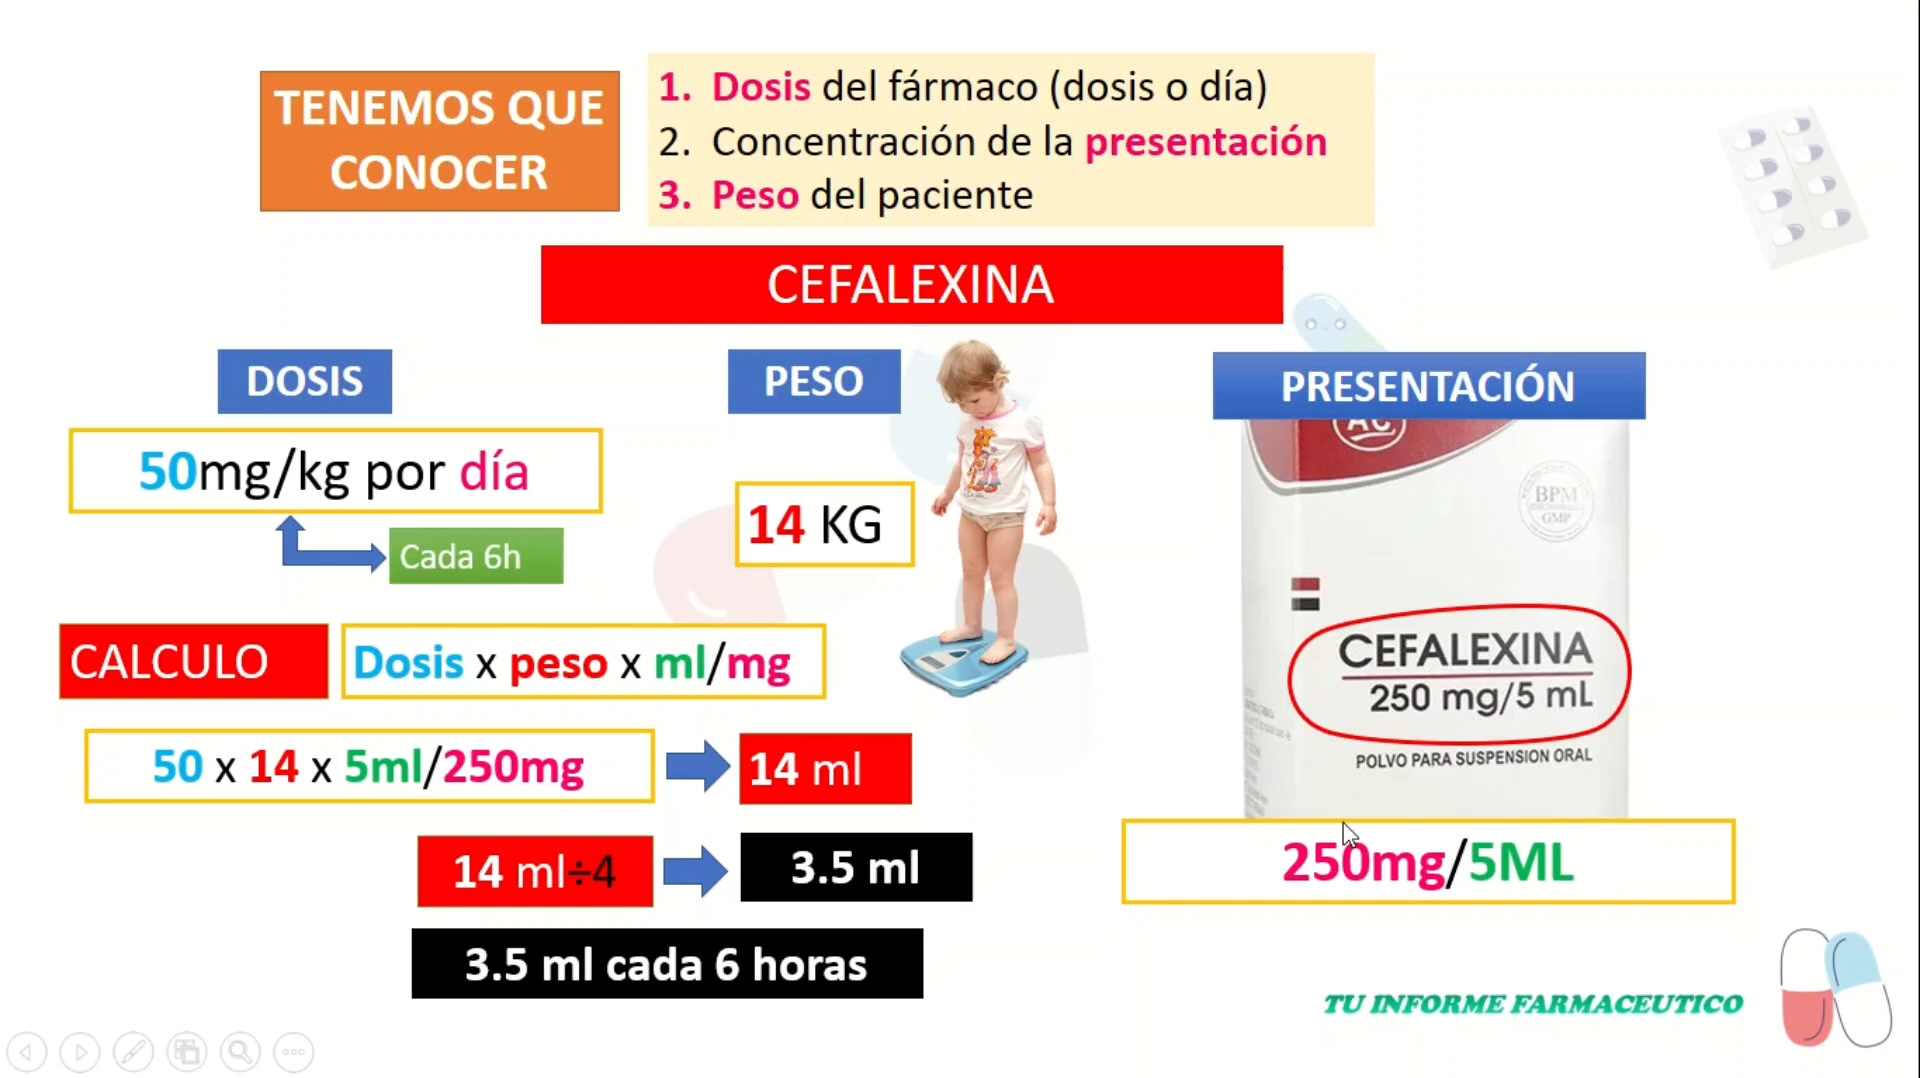 TENEMOS QUE
CONOCER
1. Dosis del fármaco (dosis o día)
2. Concentración de la presentación
3. Peso del paciente
CEFALEXINA
DOSIS
50mg/kg por día
Cada 6h
PESO
14 KG
PRESENTACIÓN
AC
BPM
GMP
CEFALEXINA
250 mg/5 mL
POLVO PARA SUSPENSION ORAL
250mg/5ML
CALCULO
Dosis x peso x ml/mg
50 x 14 x 5ml/250mg
14 ml
14 ml÷4
3.5 ml
3.5 ml cada 6 horas
TU INFORME FARMACEUTICO